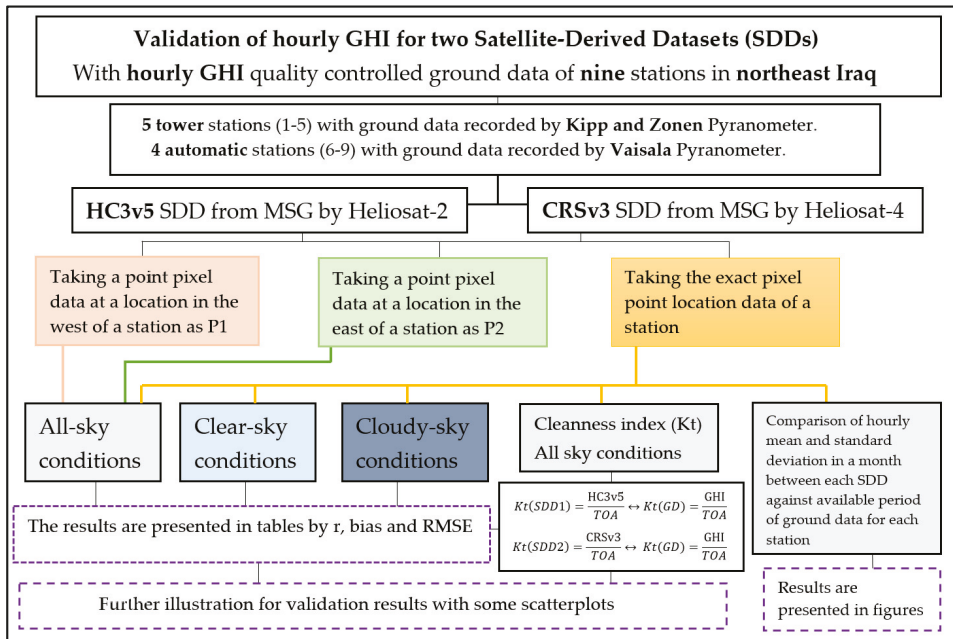 Validation of hourly GHI for two Satellite-Derived Datasets (SDDs)
With hourly GHI quality controlled ground data of nine stations in northeast Iraq
5 tower stations (1-5) with ground data recorded by Kipp and Zonen Pyranometer.
4 automatic stations (6-9) with ground data recorded by Vaisala Pyranometer.
HC3v5 SDD from MSG by Heliosat-2
CRSv3 SDD from MSG by Heliosat-4
Taking a point pixel
data at a location in the
west of a station as P1
Taking a point pixel
data at a location in the
east of a station as P2
Taking the exact pixel
point location data of a
station
All-sky
conditions
Clear-sky
conditions
Cloudy-sky
conditions
Cleanness index (Kt)
All sky conditions
Comparison of hourly
mean and standard
deviation in a month
between each SDD
against available period
of ground data for each
station
Kt(SDD1) = HC3v5/TOA ↔ Kt(GD) = GHI/TOA
Kt(SDD2) = CRSv3/TOA ↔ Kt(GD) = GHI/TOA
The results are presented in tables by r, bias and RMSE
Further illustration for validation results with some scatterplots
Results are
presented in figures